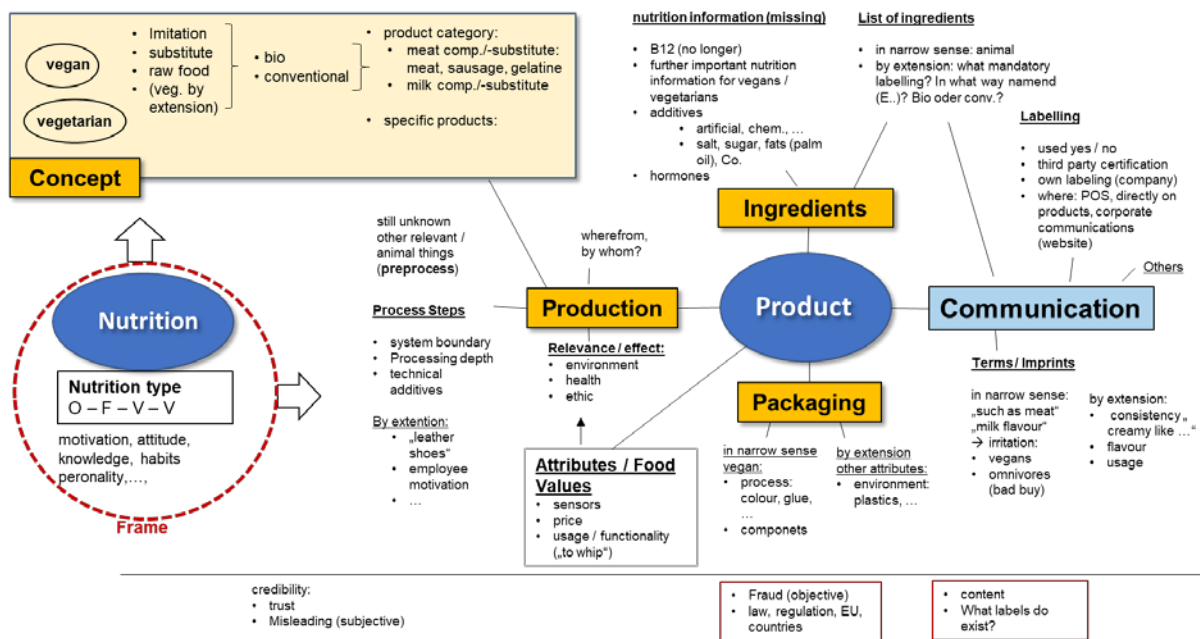 vegan
vegetarian
• Imitation
• substitute
• raw food
• (veg. by
extension)
• bio
• conventional
• product category:
• meat comp./-substitute:
meat, sausage, gelatine
• milk comp./-substitute
• specific products:
Concept
nutrition information (missing)
• B12 (no longer)
• further important nutrition
information for vegans /
vegetarians
• additives
• artificial, chem., …
• salt, sugar, fats (palm
oil), Co.
• hormones
List of ingredients
• in narrow sense: animal
• by extension: what mandatory
labelling? In what way namend
(E..)? Bio oder conv.?
Labelling
• used yes / no
• third party certification
• own labeling (company)
• where: POS, directly on
products, corporate
communications
(website)
Others
Ingredients
still unknown
other relevant /
animal things
(preprocess)
wherefrom,
by whom?
Nutrition
Nutrition type
O – F – V – V
motivation, attitude,
knowledge, habits
peronality,…,
Frame
Process Steps
• system boundary
• Processing depth
• technical
additives
By extention:
• „leather
shoes“
• employee
motivation
• …
Production
Relevance / effect:
• environment
• health
• ethic
Attributes / Food
Values
• sensors
• price
• usage / functionality
(„to whip“)
Product
Packaging
in narrow sense
vegan:
• process:
colour, glue,
…
• componets
by extension
other attributes:
• environment:
plastics, …
Communication
Terms / Imprints
in narrow sense:
„such as meat“
„milk flavour“
→ irritation:
• vegans
• omnivores
(bad buy)
by extension:
• consistency „
creamy like …“
• flavour
• usage
credibility:
• trust
• Misleading (subjective)
• Fraud (objective)
• law, regulation, EU,
countries
• content
• What labels do
exist?